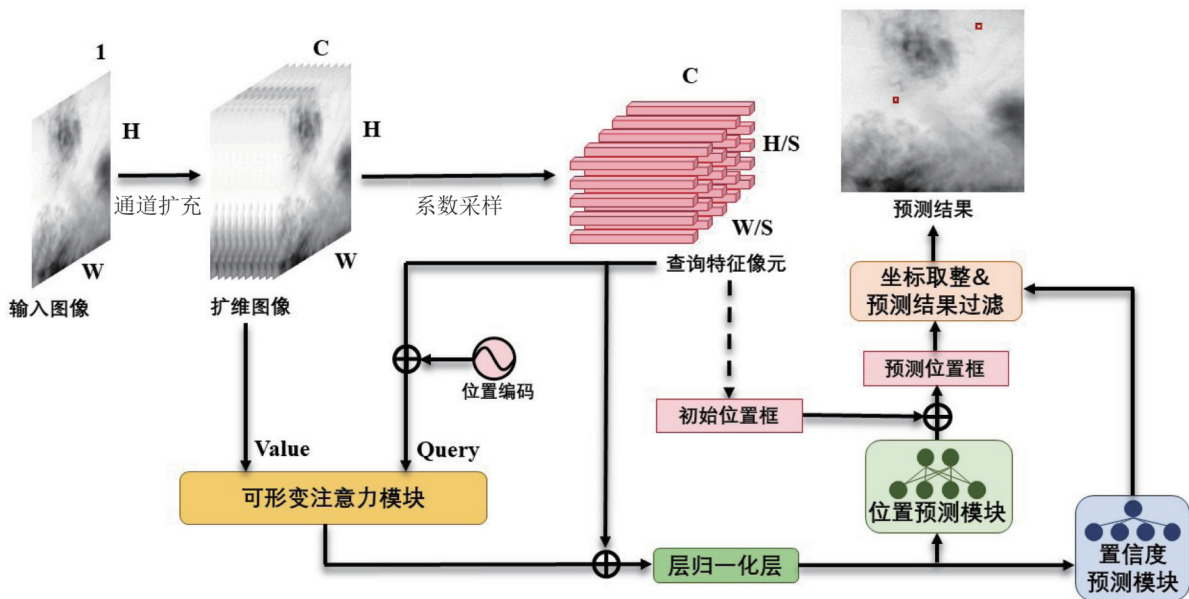 1
C
H
W
输入图像
通道扩充
H
W
扩维图像
系数采样
C
H/S
W/S
查询特征像元
预测结果
坐标取整&
预测结果过滤
预测位置框
位置编码
初始位置框
Value
Query
可形变注意力模块
位置预测模块
层归一化层
置信度
预测模块